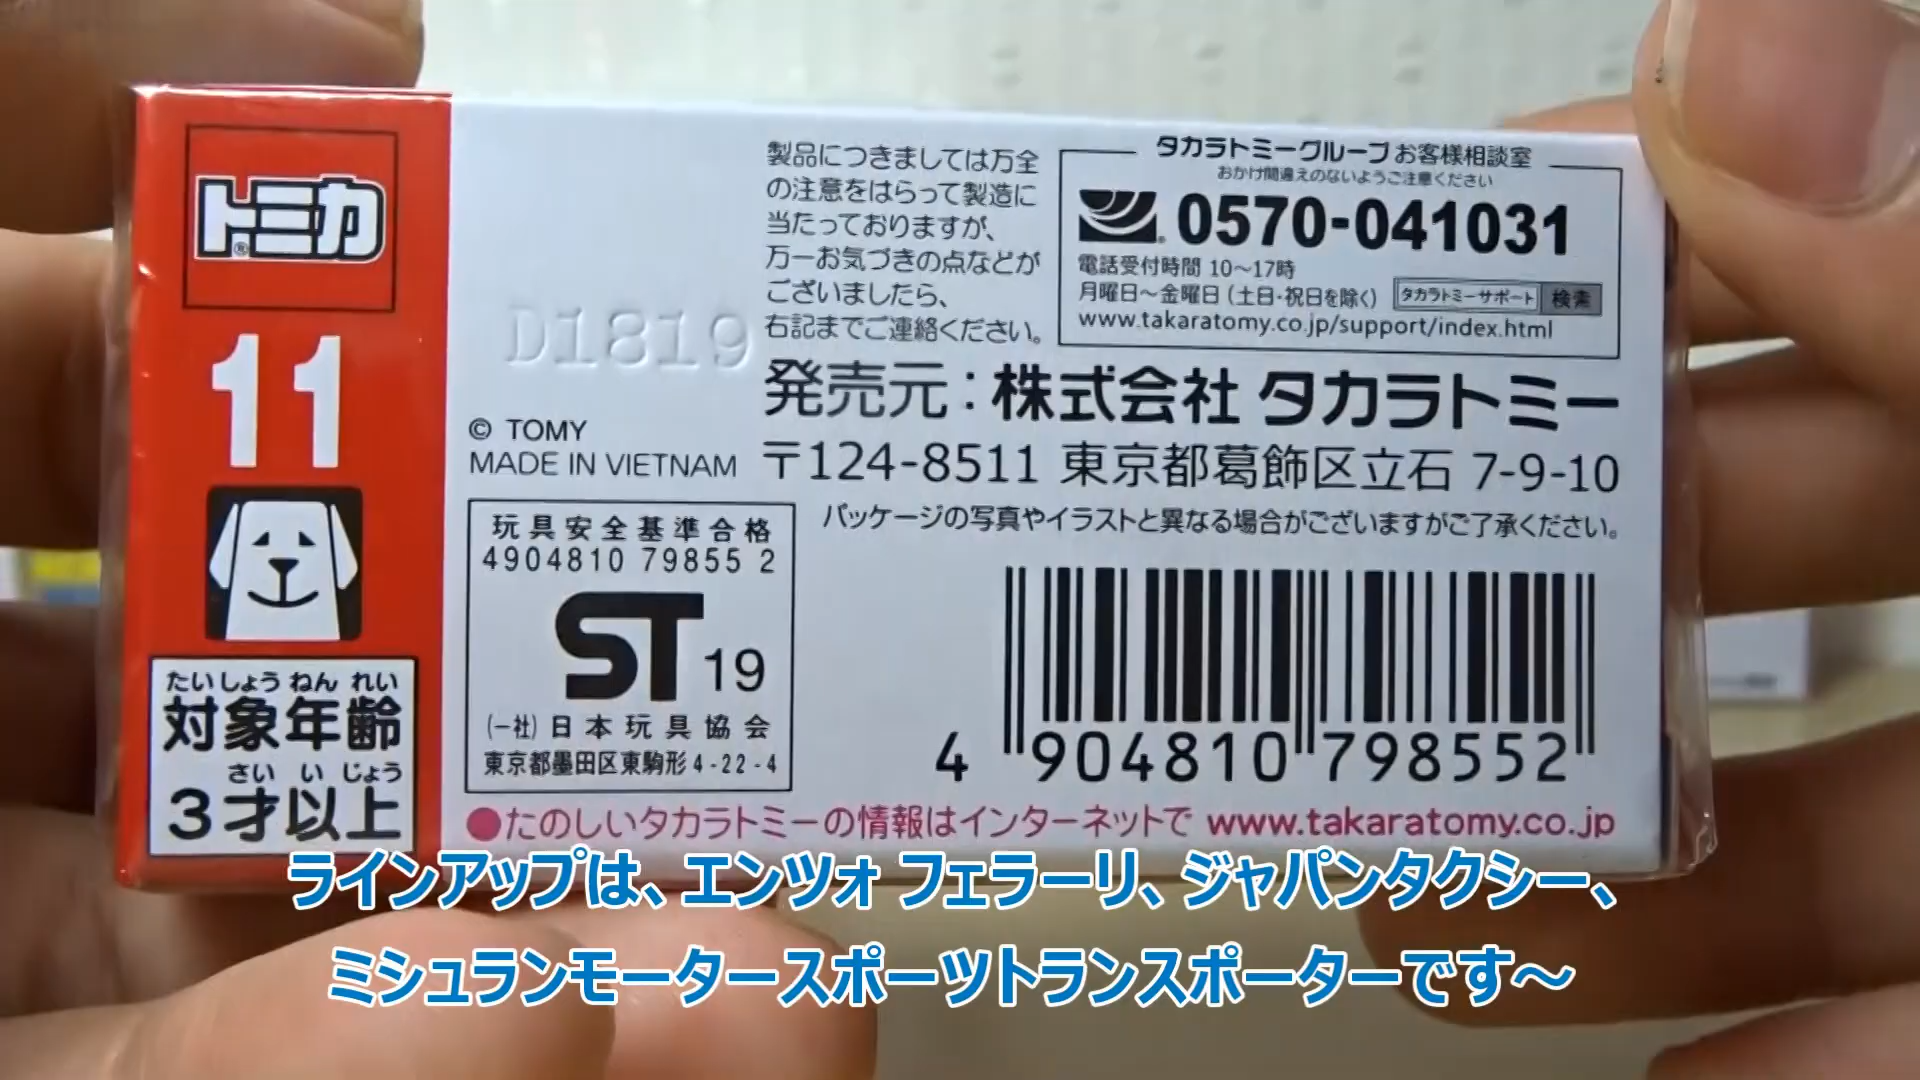 トミカ
11
たいしょうねんれい
対象年齢
さいいじょう
3才以上
D1819
© TOMY
MADE IN VIETNAM
玩具安全基準合格
4904810 79855 2
ST 19
(一社)日本玩具協会
東京都墨田区東駒形4-22-4
製品につきましては万全
の注意をはらって製造に
当たっておりますが、
万一お気づきの点などが
ございましたら、
右記までご連絡ください。
タカラトミーグループお客様相談室
おかけ間違えのないようご注意ください
0570-041031
電話受付時間 10〜17時
月曜日〜金曜日(土日・祝日を除く) タカラトミーサポート 検索
www.takaratomy.co.jp/support/index.html
発売元:株式会社 タカラトミー
〒124-8511 東京都葛飾区立石 7-9-10
パッケージの写真やイラストと異なる場合がございますがご了承ください。
4 904810 798552
●たのしいタカラトミーの情報はインターネットで www.takaratomy.co.jp
ラインアップは、エンツォ フェラーリ、ジャパンタクシー、
ミシュランモータースポーツトランスポーターです〜